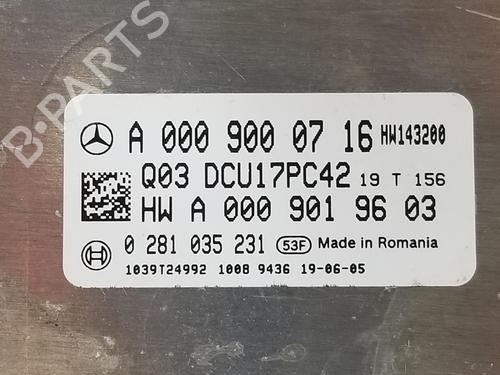 B-PARTS
A 000 900 07 16 HW143200
Q03 DCU17PC42 19 T 156
HW A 000 901 96 03
0 281 035 231 53F Made in Romania
1039T24992 1008 9436 19-06-05